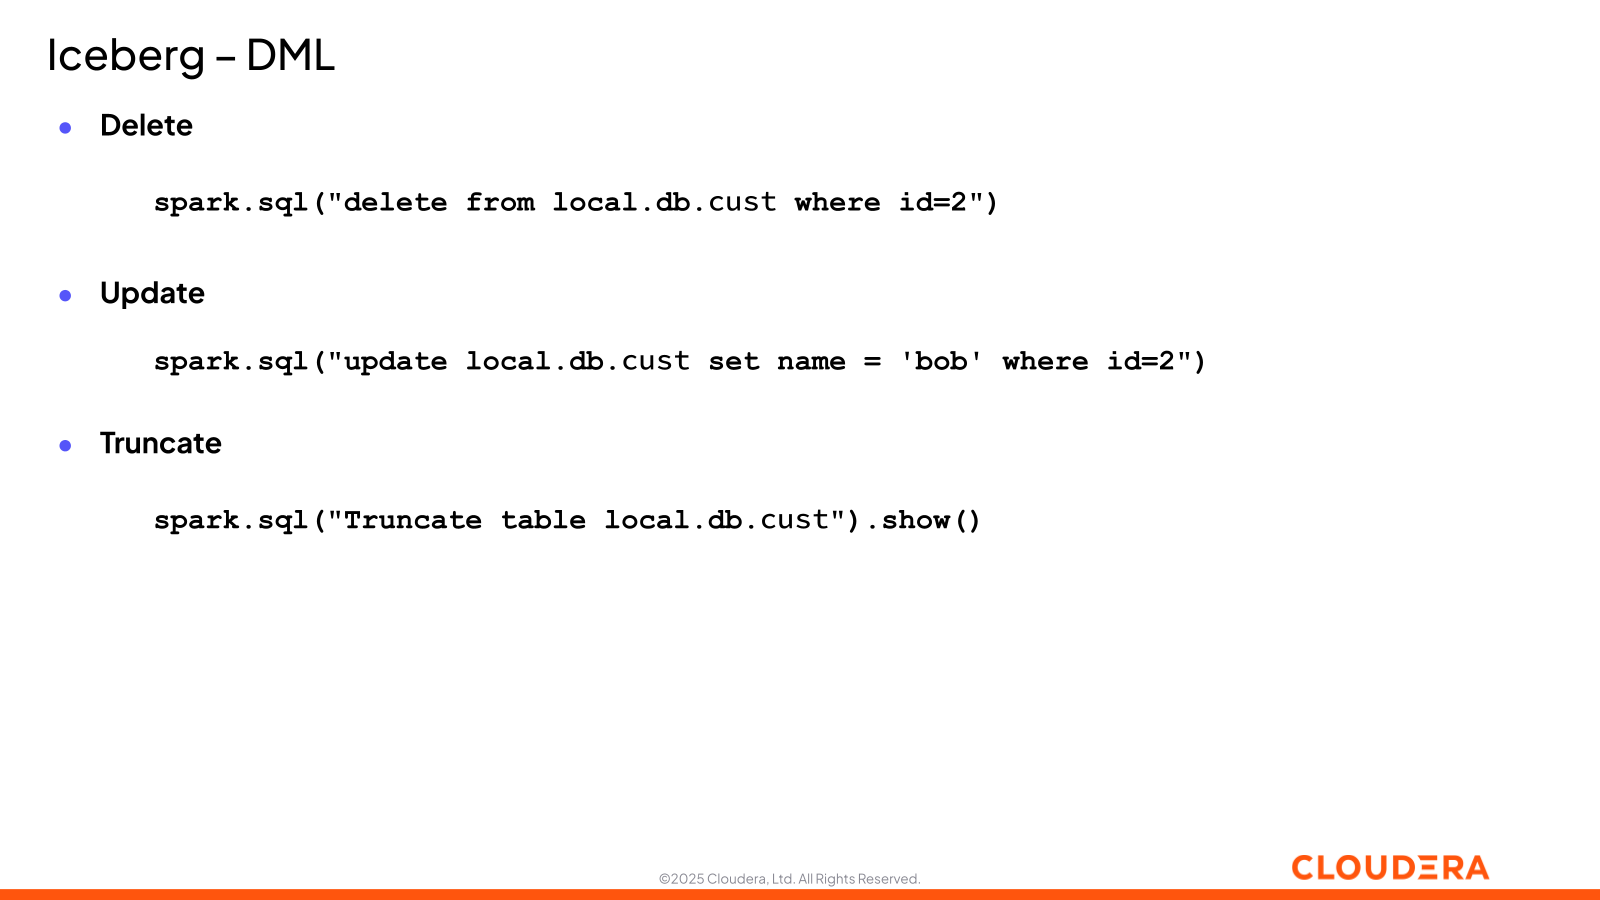 Iceberg – DML
• Delete
spark.sql("delete from local.db.cust where id=2")
• Update
spark.sql("update local.db.cust set name = 'bob' where id=2")
• Truncate
spark.sql("Truncate table local.db.cust").show()
©2025 Cloudera, Ltd. All Rights Reserved.
CLOUDERA